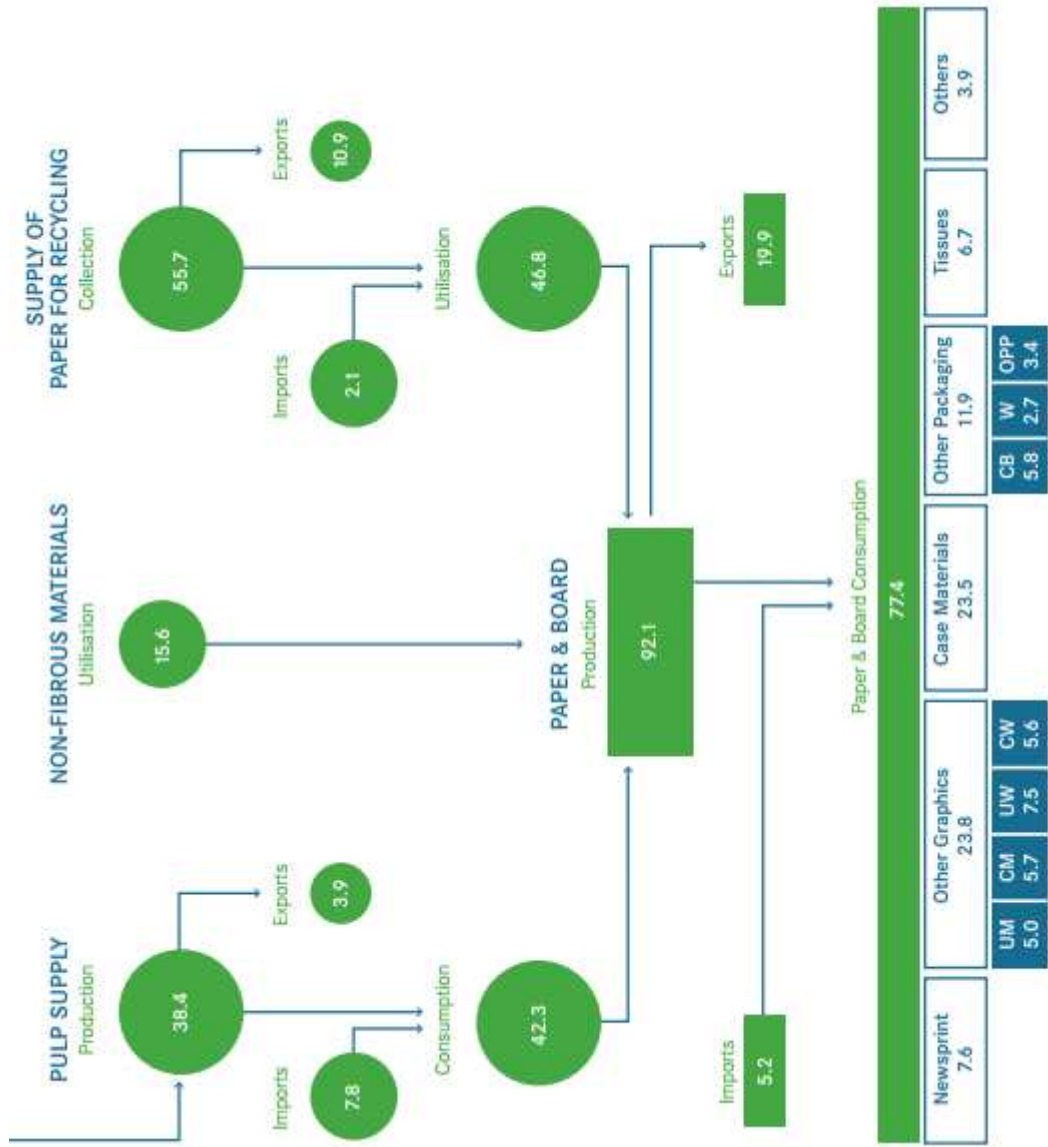 PULP SUPPLY
Production
38.4
Exports
3.9
Imports
7.8
Consumption
42.3
NON-FIBROUS MATERIALS
Utilisation
15.6
SUPPLY OF
PAPER FOR RECYCLING
Collection
55.7
Exports
10.9
Imports
2.1
Utilisation
46.8
PAPER & BOARD
Production
92.1
Imports
5.2
Exports
19.9
Paper & Board Consumption
77.4
Newsprint
7.6
Other Graphics
23.8
UM
5.0
CM
5.7
UW
7.5
CW
5.6
Case Materials
23.5
Other Packaging
11.9
CB
5.8
W
2.7
OPP
3.4
Tissues
6.7
Others
3.9